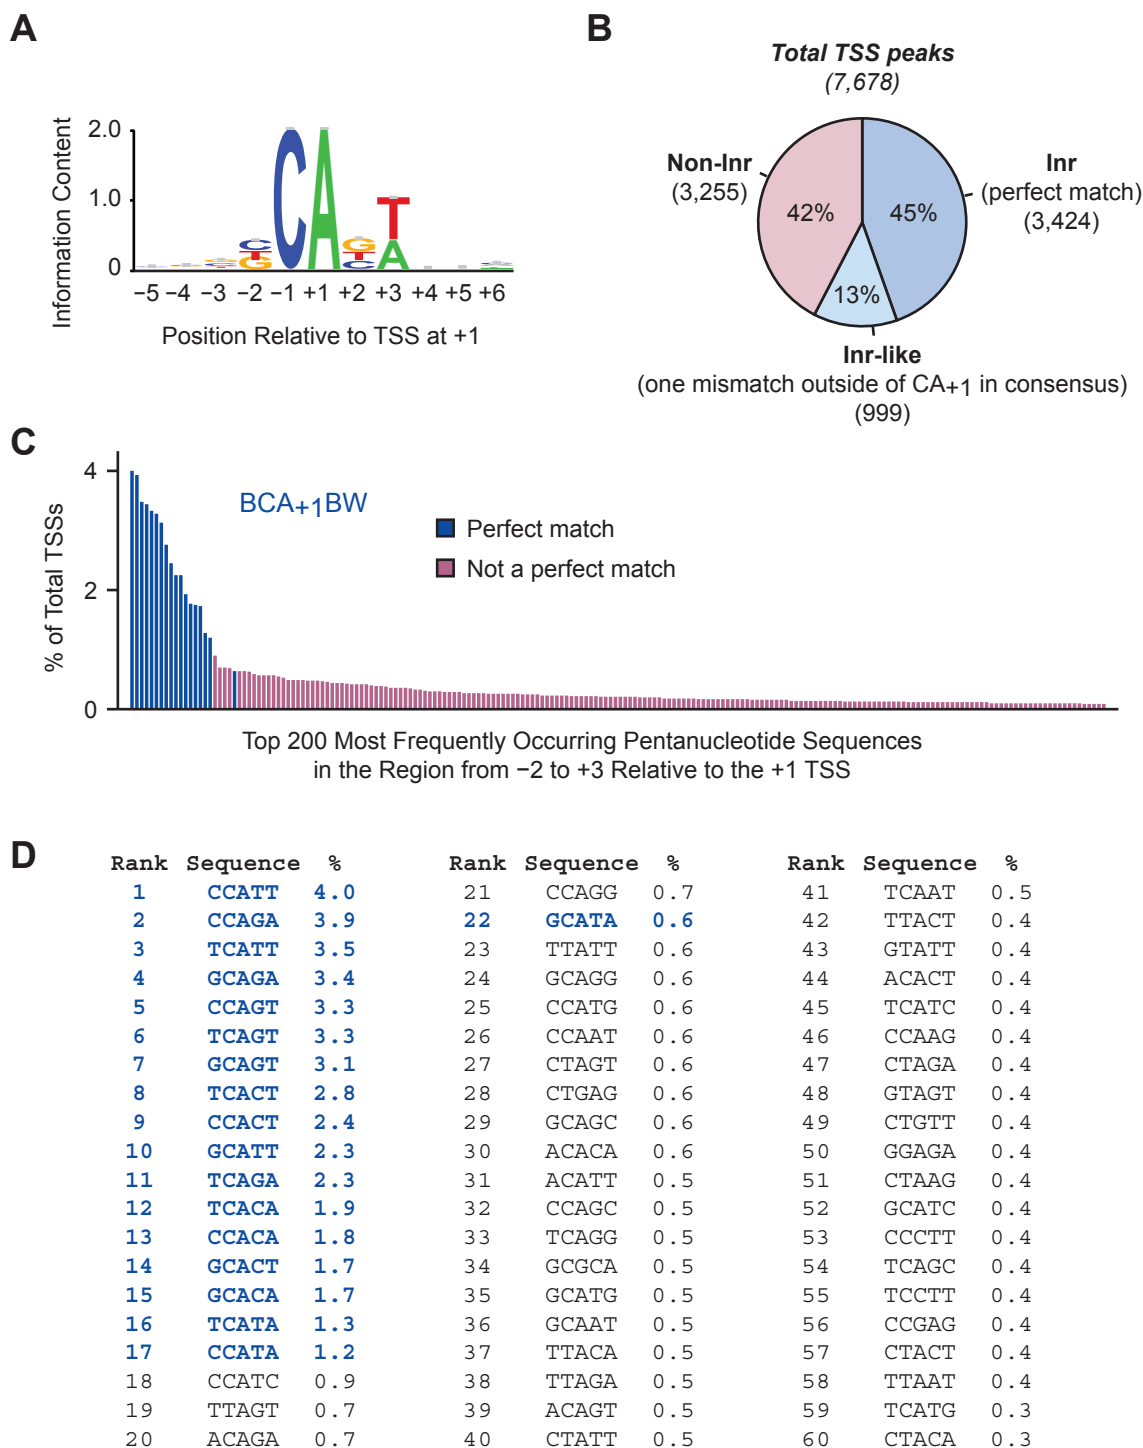 A
Information Content
2.0
1.0
0
−5 −4 −3 −2 −1 +1 +2 +3 +4 +5 +6
Position Relative to TSS at +1
B
Total TSS peaks
(7,678)
Non-Inr
(3,255)
42%
45%
13%
Inr
(perfect match)
(3,424)
Inr-like
(one mismatch outside of CA+1 in consensus)
(999)
C
% of Total TSSs
4
2
0
BCA+1BW
Perfect match
Not a perfect match
Top 200 Most Frequently Occurring Pentanucleotide Sequences
in the Region from −2 to +3 Relative to the +1 TSS
D
Rank Sequence % Rank Sequence % Rank Sequence %
1 CCATT 4.0 21 CCAGG 0.7 41 TCAAT 0.5
2 CCAGA 3.9 22 GCATA 0.6 42 TTACT 0.4
3 TCATT 3.5 23 TTATT 0.6 43 GTATT 0.4
4 GCAGA 3.4 24 GCAGG 0.6 44 ACACT 0.4
5 CCAGT 3.3 25 CCATG 0.6 45 TCATC 0.4
6 TCAGT 3.3 26 CCAAT 0.6 46 CCAAG 0.4
7 GCAGT 3.1 27 CTAGT 0.6 47 CTAGA 0.4
8 TCACT 2.8 28 CTGAG 0.6 48 GTAGT 0.4
9 CCACT 2.4 29 GCAGC 0.6 49 CTGTT 0.4
10 GCATT 2.3 30 ACACA 0.6 50 GGAGA 0.4
11 TCAGA 2.3 31 ACATT 0.5 51 CTAAG 0.4
12 TCACA 1.9 32 CCAGC 0.5 52 GCATC 0.4
13 CCACA 1.8 33 TCAGG 0.5 53 CCCTT 0.4
14 GCACT 1.7 34 GCGCA 0.5 54 TCAGC 0.4
15 GCACA 1.7 35 GCATG 0.5 55 TCCTT 0.4
16 TCATA 1.3 36 GCAAT 0.5 56 CCGAG 0.4
17 CCATA 1.2 37 TTACA 0.5 57 CTACT 0.4
18 CCATC 0.9 38 TTAGA 0.5 58 TTAAT 0.4
19 TTAGT 0.7 39 ACAGT 0.5 59 TCATG 0.3
20 ACAGA 0.7 40 CTATT 0.5 60 CTACA 0.3